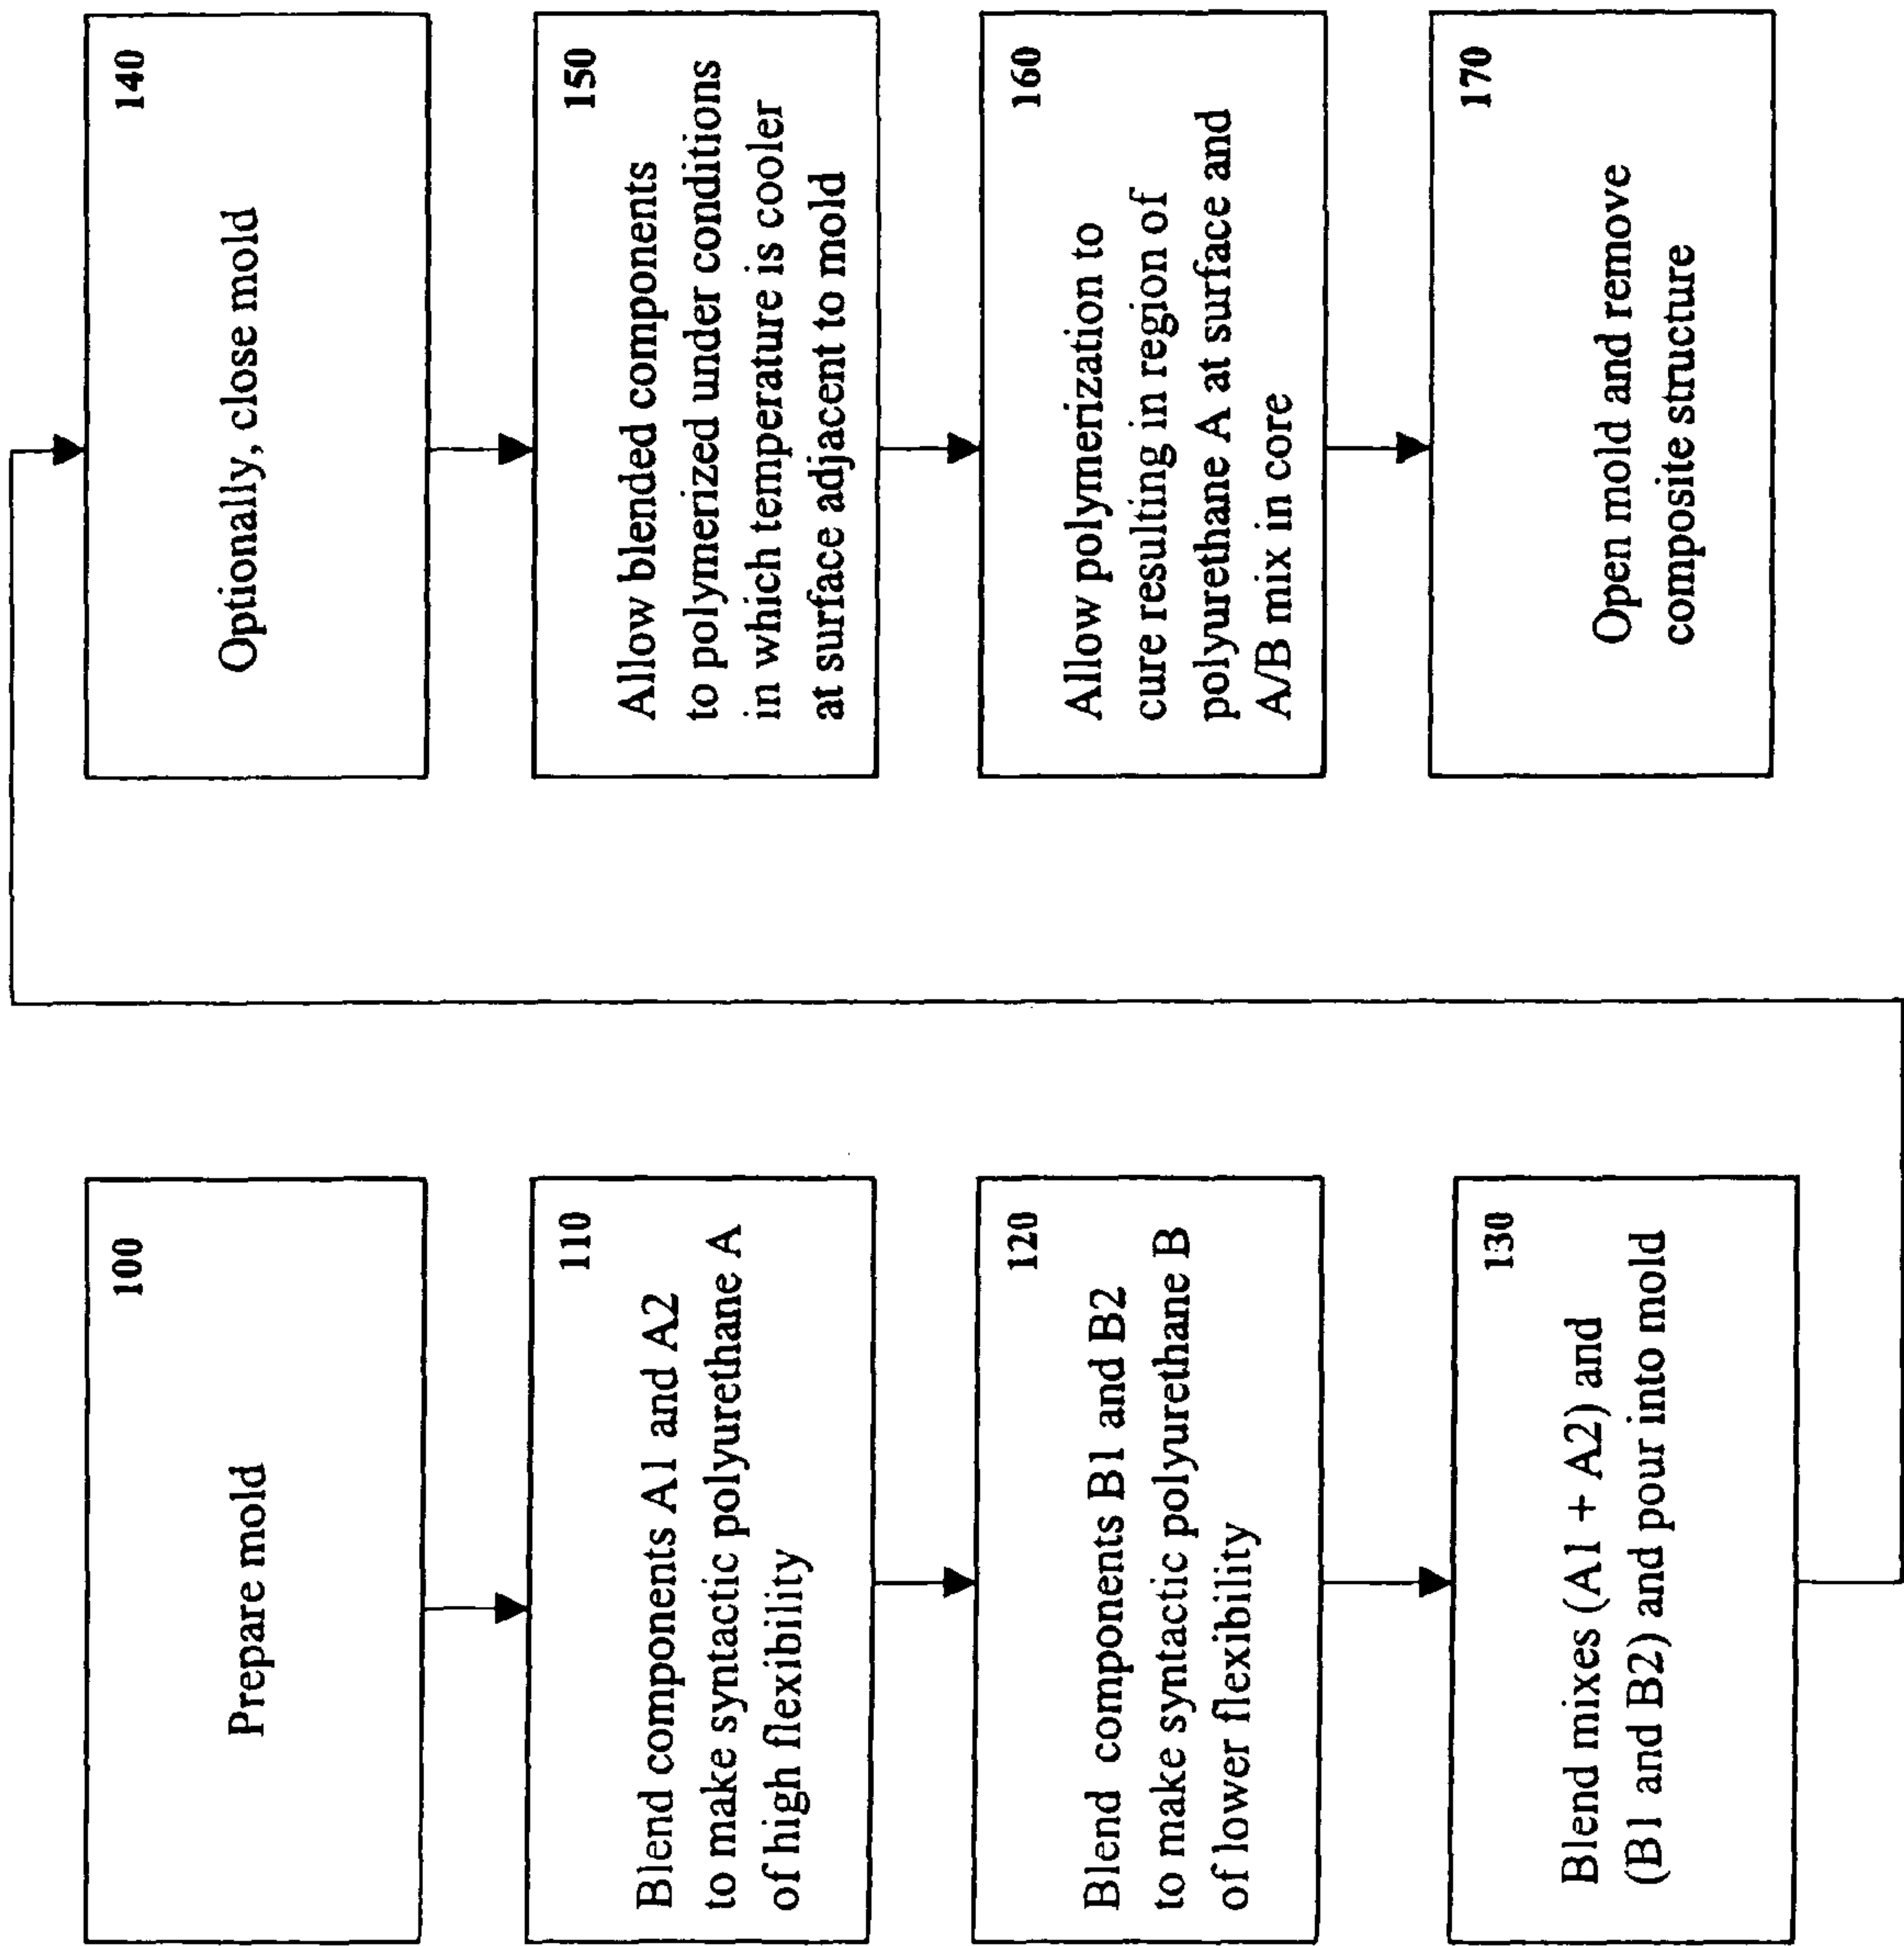 100
Prepare mold
110
Blend components A1 and A2
to make syntactic polyurethane A
of high flexibility
120
Blend components B1 and B2
to make syntactic polyurethane B
of lower flexibility
130
Blend mixes (A1 + A2) and
(B1 and B2) and pour into mold
140
Optionally, close mold
150
Allow blended components
to polymerized under conditions
in which temperature is cooler
at surface adjacent to mold
160
Allow polymerization to
cure resulting in region of
polyurethane A at surface and
A/B mix in core
170
Open mold and remove
composite structure